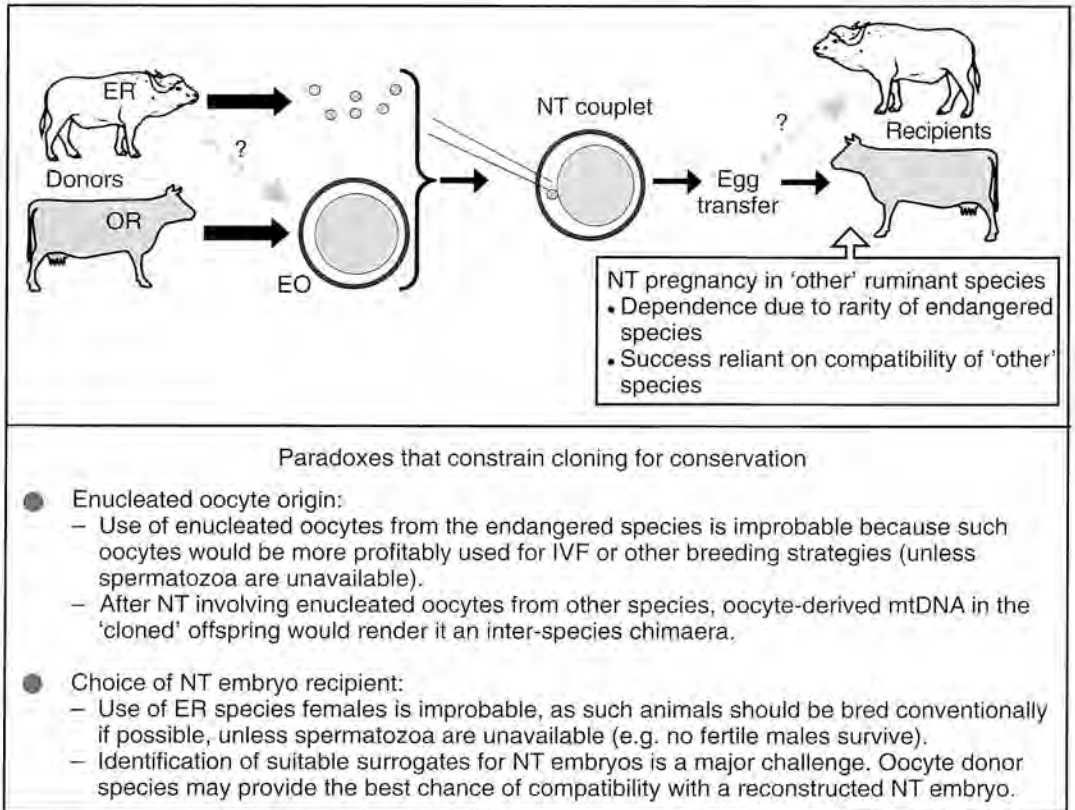 ER
?
Donors
OR
EO
NT couplet
Egg
transfer
?
Recipients
NT pregnancy in 'other' ruminant species
• Dependence due to rarity of endangered
species
• Success reliant on compatibility of 'other'
species
Paradoxes that constrain cloning for conservation
● Enucleated oocyte origin:
– Use of enucleated oocytes from the endangered species is improbable because such
oocytes would be more profitably used for IVF or other breeding strategies (unless
spermatozoa are unavailable).
– After NT involving enucleated oocytes from other species, oocyte-derived mtDNA in the
'cloned' offspring would render it an inter-species chimaera.
● Choice of NT embryo recipient:
– Use of ER species females is improbable, as such animals should be bred conventionally
if possible, unless spermatozoa are unavailable (e.g. no fertile males survive).
– Identification of suitable surrogates for NT embryos is a major challenge. Oocyte donor
species may provide the best chance of compatibility with a reconstructed NT embryo.